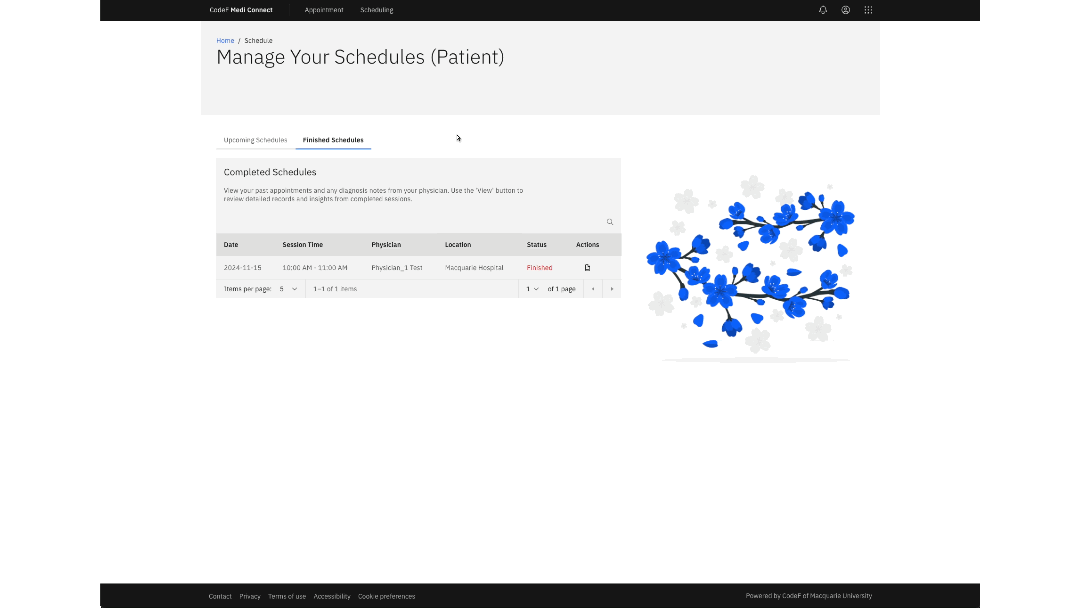 CodeF Medi Connect Appointment Scheduling
Home / Schedule
Manage Your Schedules (Patient)
Upcoming Schedules Finished Schedules
Completed Schedules
View your past appointments and any diagnosis notes from your physician. Use the 'View' button to
review detailed records and insights from completed sessions.
Date Session Time Physician Location Status Actions
2024-11-15 10:00 AM - 11:00 AM Physician_1 Test Macquarie Hospital Finished
Items per page: 5 1–1 of 1 items 1 of 1 page
Contact Privacy Terms of use Accessibility Cookie preferences Powered by CodeF of Macquarie University